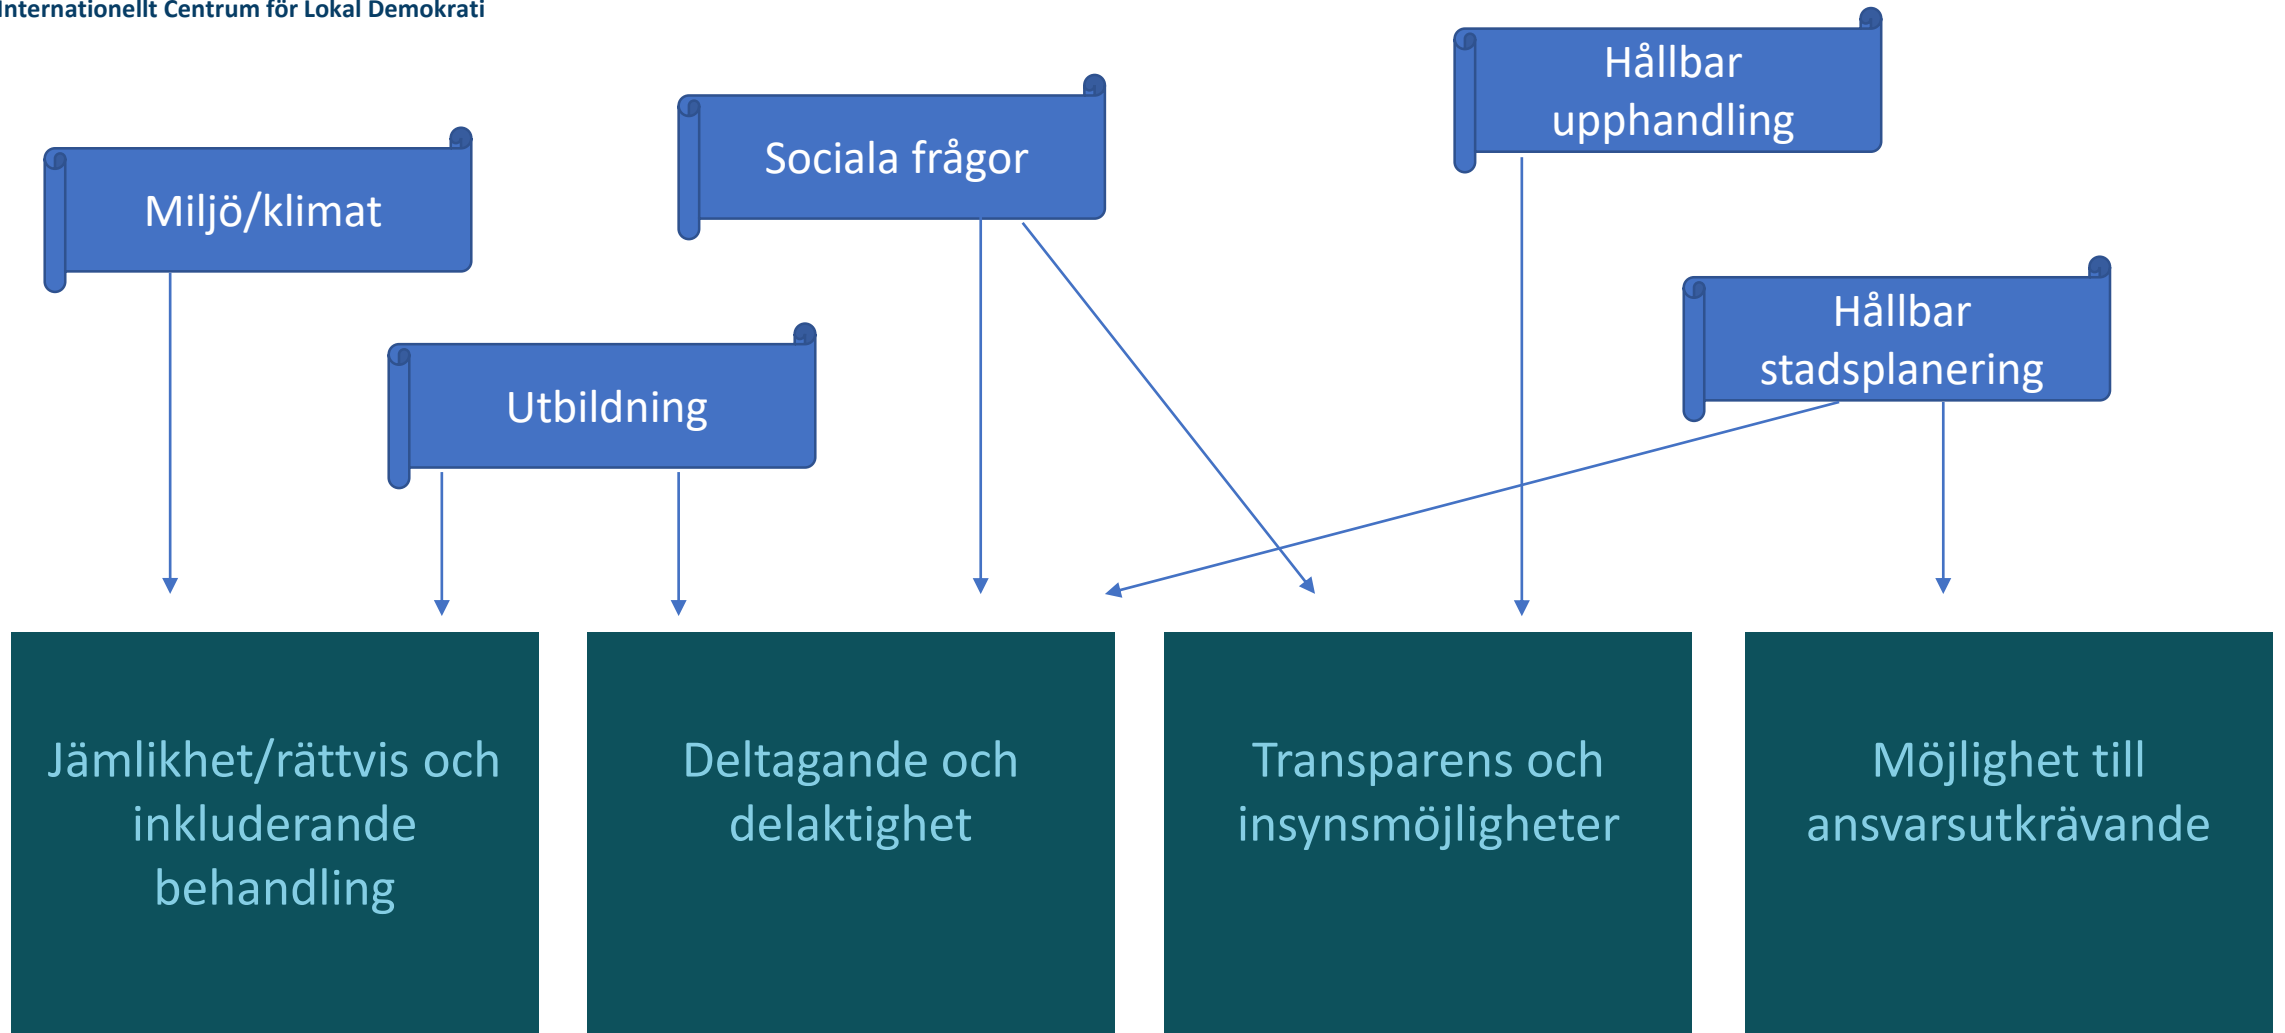 Internationellt Centrum för Lokal Demokrati
Hållbar
upphandling
Sociala frågor
Miljö/klimat
Hållbar
stadsplanering
Utbildning
Jämlikhet/rättvis och
inkluderande
behandling
Deltagande och
delaktighet
Transparens och
insynsmöjligheter
Möjlighet till
ansvarsutkrävande